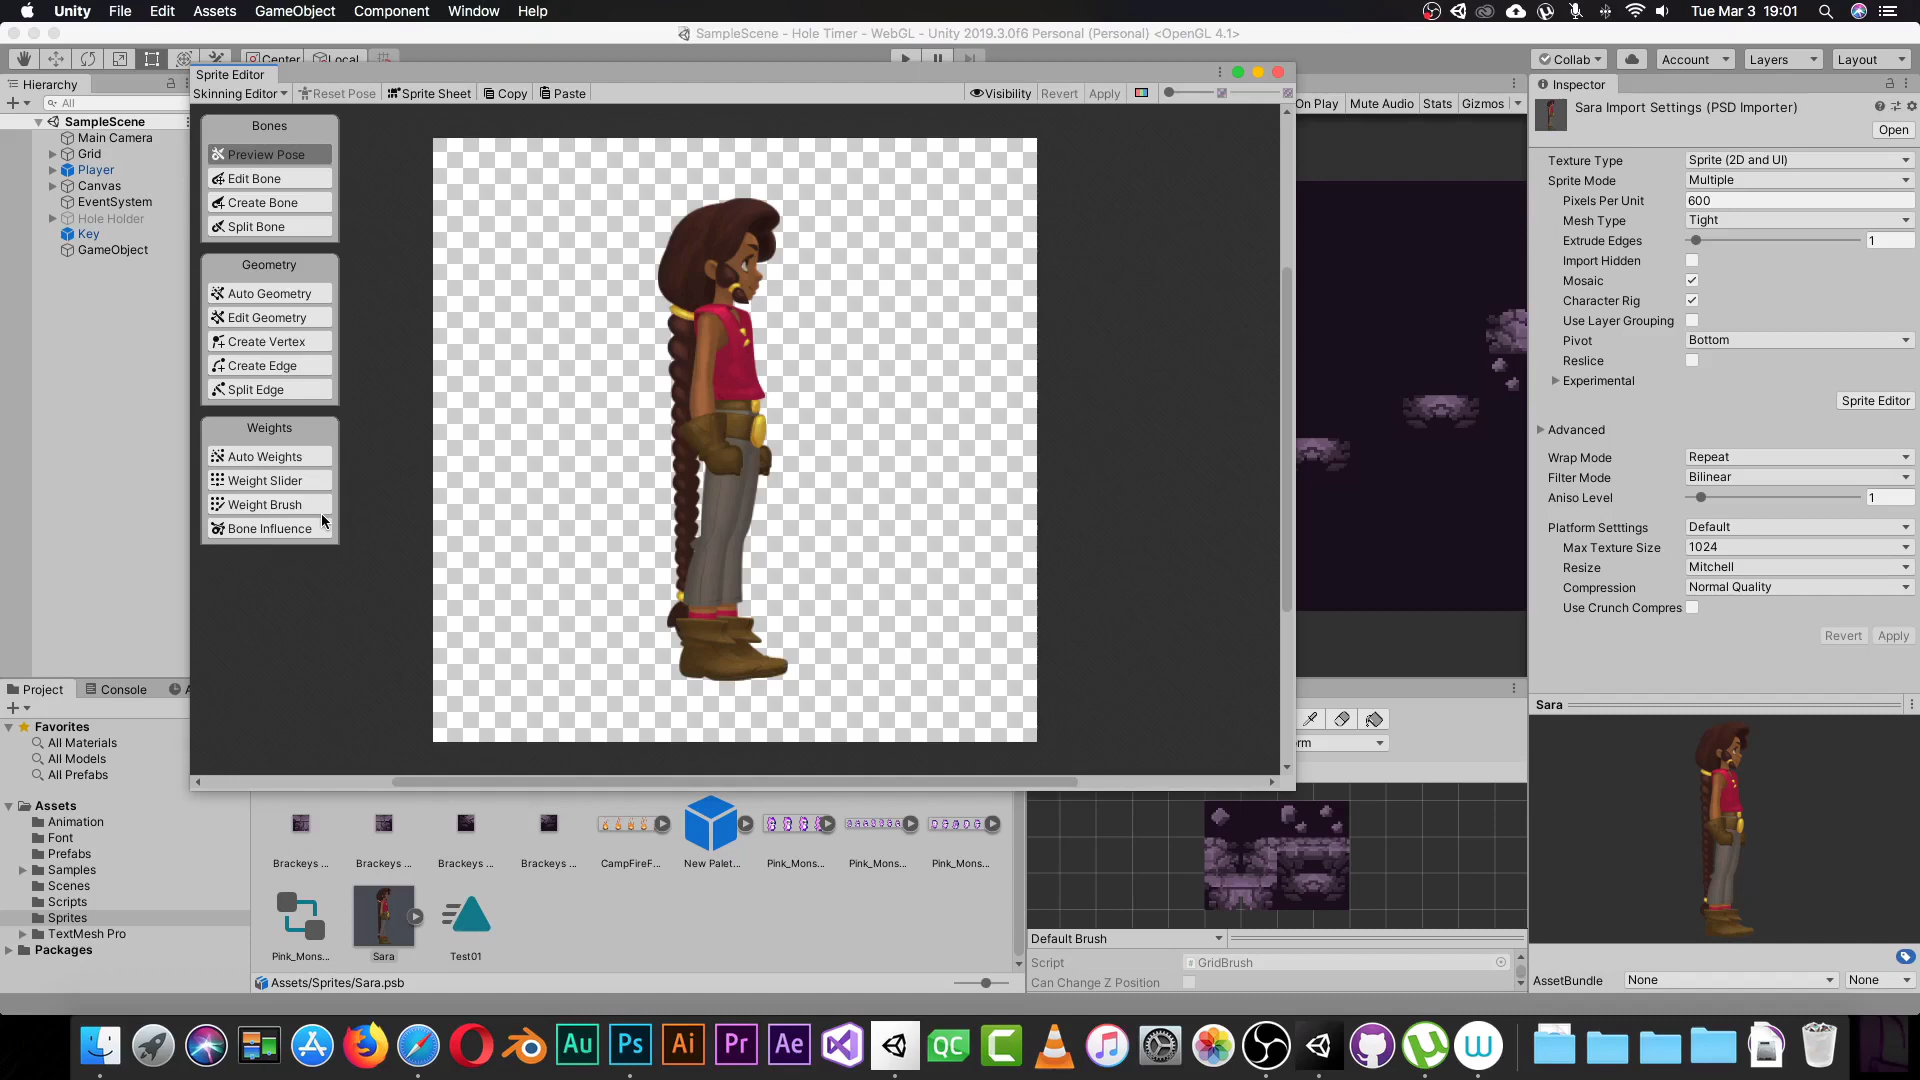 Unity File Edit Assets GameObject Component Window Help
Tue Mar 3 19:01
SampleScene - Hole Timer - WebGL - Unity 2019.3.0f6 Personal (Personal) <OpenGL 4.1>
Center Local
Collab Account Layers Layout
Hierarchy
All
SampleScene
Main Camera
Grid
Player
Canvas
EventSystem
Hole Holder
Key
GameObject
Sprite Editor
Skinning Editor Reset Pose Sprite Sheet Copy Paste Visibility Revert Apply
Bones
Preview Pose
Edit Bone
Create Bone
Split Bone
Geometry
Auto Geometry
Edit Geometry
Create Vertex
Create Edge
Split Edge
Weights
Auto Weights
Weight Slider
Weight Brush
Bone Influence
On Play Mute Audio Stats Gizmos
Inspector
Sara Import Settings (PSD Importer)
Open
Texture Type Sprite (2D and UI)
Sprite Mode Multiple
Pixels Per Unit 600
Mesh Type Tight
Extrude Edges 1
Import Hidden
Mosaic
Character Rig
Use Layer Grouping
Pivot Bottom
Reslice
Experimental
Sprite Editor
Advanced
Wrap Mode Repeat
Filter Mode Bilinear
Aniso Level 1
Platform Setttings Default
Max Texture Size 1024
Resize Mitchell
Compression Normal Quality
Use Crunch Compres
Revert Apply
Sara
AssetBundle None None
Project Console A
Favorites
All Materials
All Models
All Prefabs
Assets
Animation
Font
Prefabs
Samples
Scenes
Scripts
Sprites
TextMesh Pro
Packages
Brackeys ... Brackeys ... Brackeys ... Brackeys ... CampFireF... New Palet... Pink_Mons... Pink_Mons... Pink_Mons...
Pink_Mons... Sara Test01
Assets/Sprites/Sara.psb
rm
Default Brush
Script GridBrush
Can Change Z Position
Au Ps Ai Pr Ae QC C W